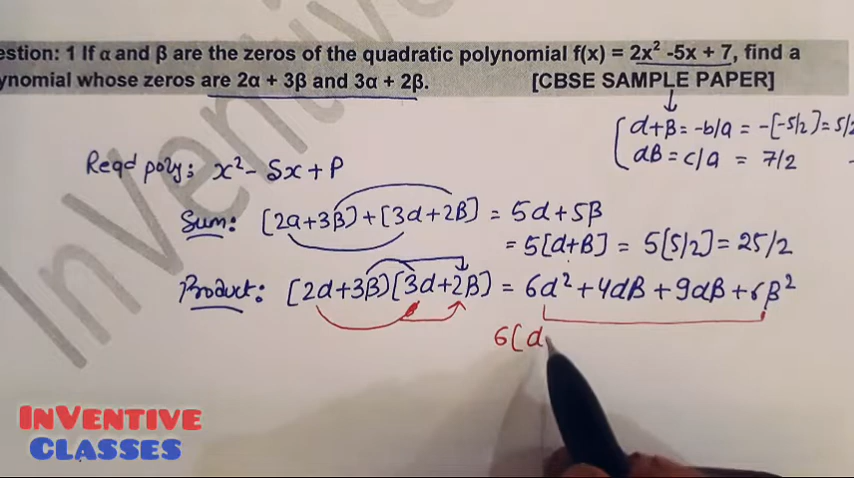 estion: 1 If α and β are the zeros of the quadratic polynomial f(x) = 2x² -5x + 7, find a
ynomial whose zeros are 2α + 3β and 3α + 2β. [CBSE SAMPLE PAPER]
α+β = -b/a = -[-5/2] = 5/2
αβ = c/a = 7/2
Reqd poly: x² - Sx + P
Sum: [2α+3β]+[3α+2β] = 5α+5β
= 5[α+β] = 5[5/2] = 25/2
Product: [2α+3β)[3α+2β] = 6α²+4αβ+9αβ+6β²
6[α
INVENTIVE
CLASSES
InVentive